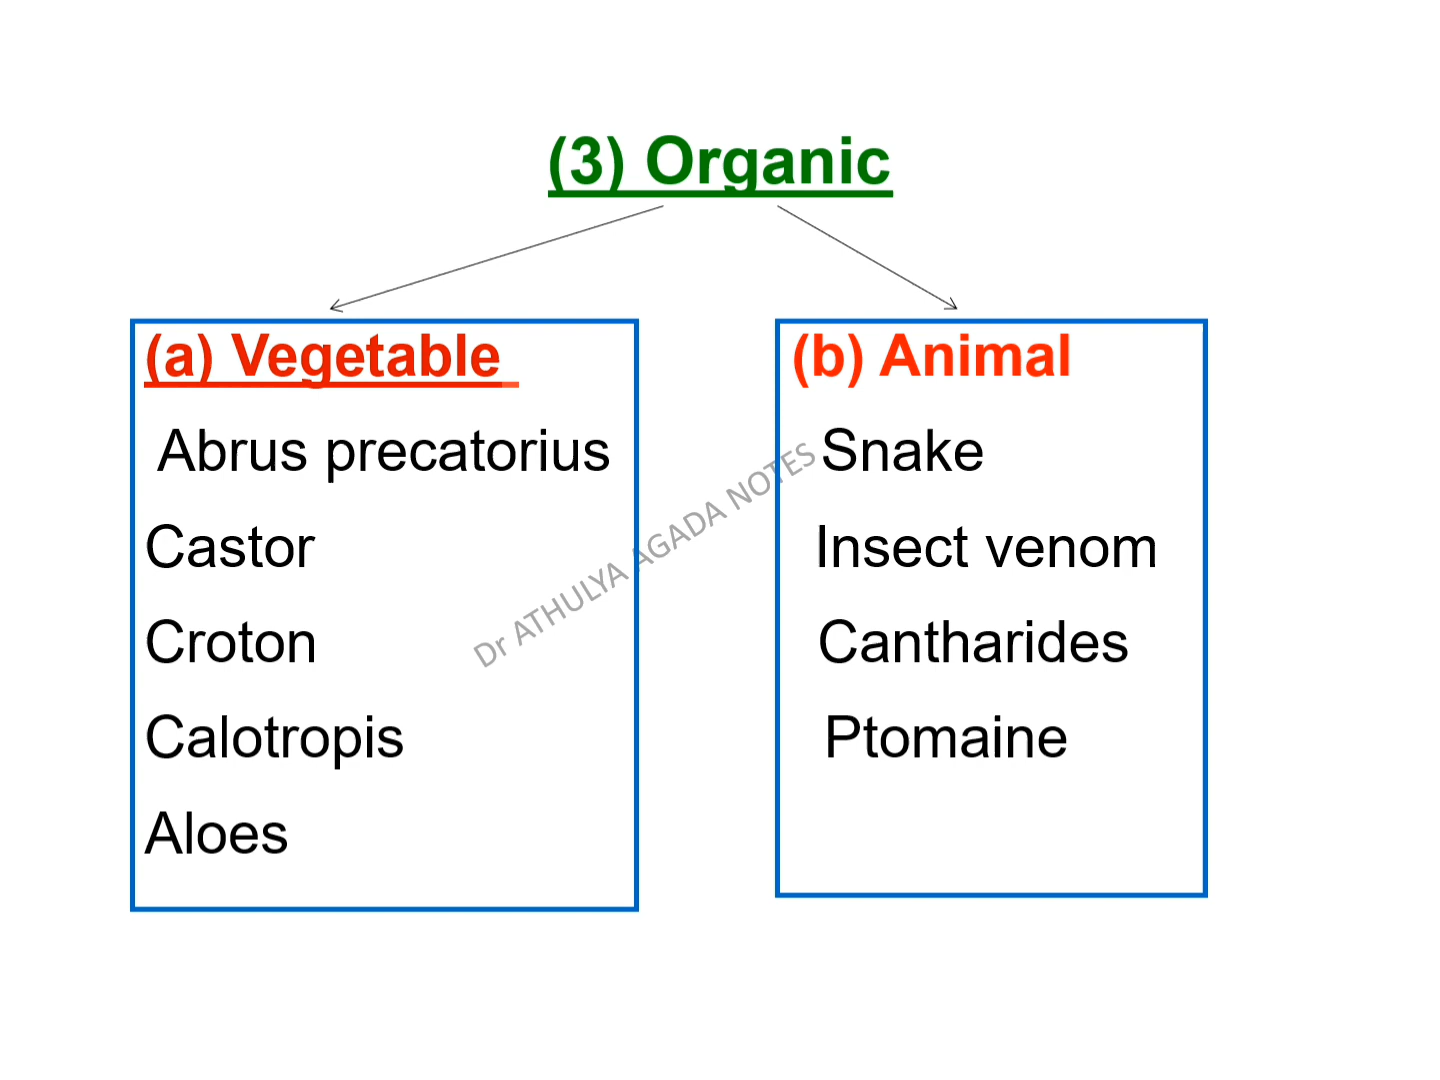 (3) Organic
(a) Vegetable
Abrus precatorius
Castor
Croton
Calotropis
Aloes
(b) Animal
Snake
Insect venom
Cantharides
Ptomaine
Dr ATHULYA AGADA NOTES